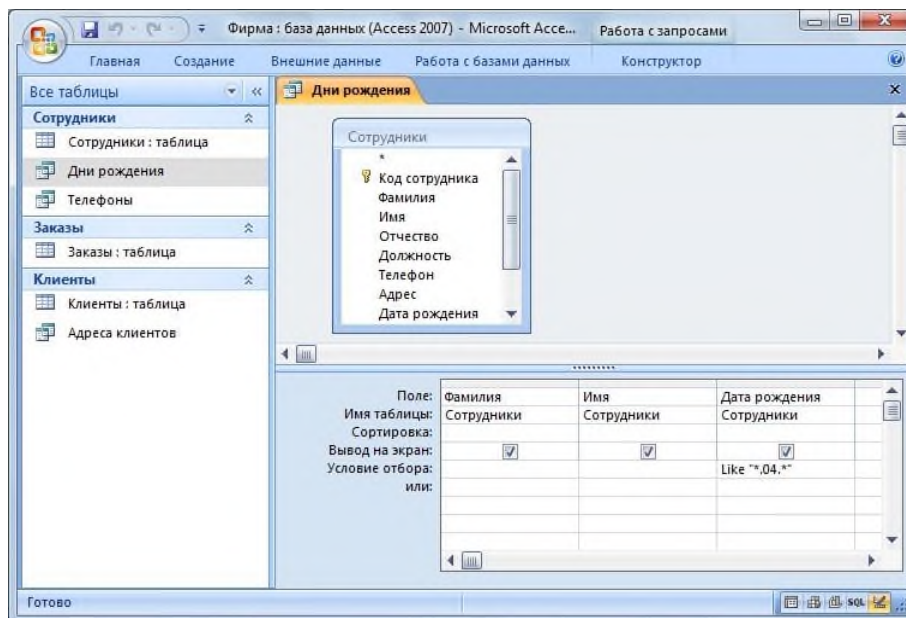 Фирма : база данных (Access 2007) - Microsoft Acce...
Работа с запросами
Главная Создание Внешние данные Работа с базами данных Конструктор
Все таблицы
Сотрудники
Сотрудники : таблица
Дни рождения
Телефоны
Заказы
Заказы : таблица
Клиенты
Клиенты : таблица
Адреса клиентов
Дни рождения
Сотрудники
*
Код сотрудника
Фамилия
Имя
Отчество
Должность
Телефон
Адрес
Дата рождения
Поле: Фамилия Имя Дата рождения
Имя таблицы: Сотрудники Сотрудники Сотрудники
Сортировка:
Вывод на экран:
Условие отбора: Like "*.04.*"
или:
Готово
SQL